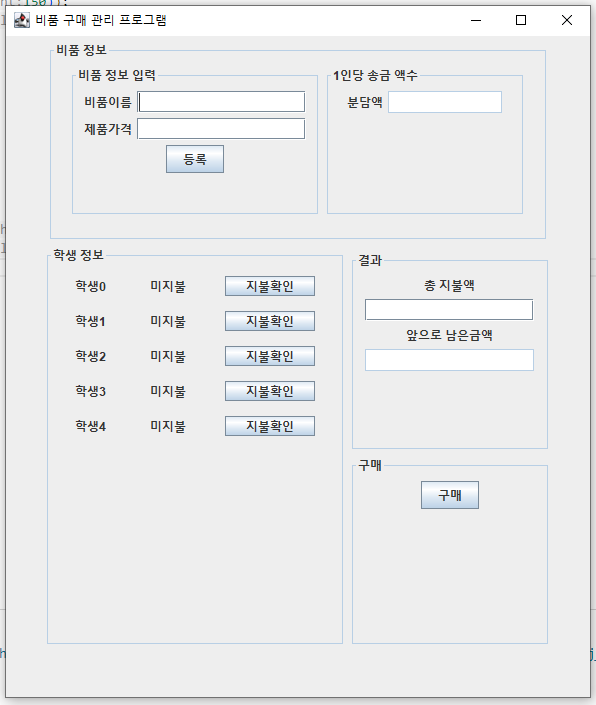 비품 구매 관리 프로그램
비품 정보
비품 정보 입력
비품이름
제품가격
등록
1인당 송금 액수
분담액
학생 정보
학생0 미지불 지불확인
학생1 미지불 지불확인
학생2 미지불 지불확인
학생3 미지불 지불확인
학생4 미지불 지불확인
결과
총 지불액
앞으로 남은금액
구매
구매